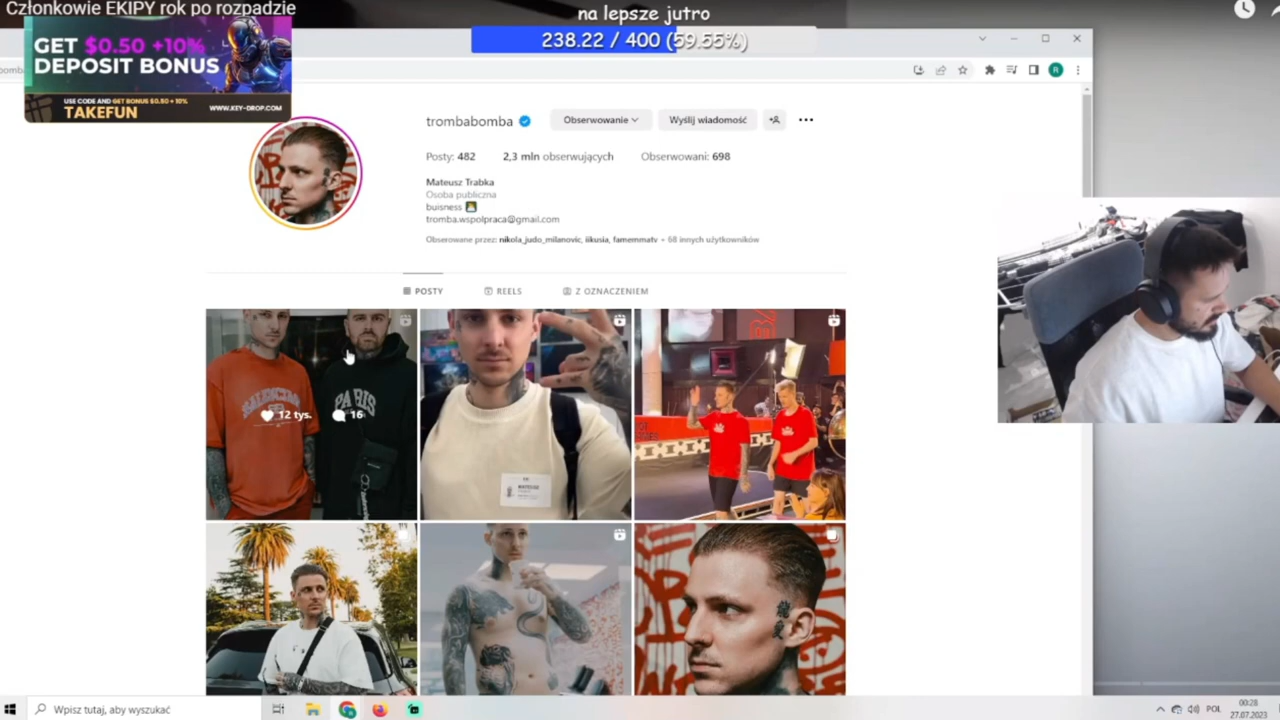 Członkowie EKIPY rok po rozpadzie
na lepsze jutro
238.22 / 400 (59.55%)
GET $0.50 +10%
DEPOSIT BONUS
USE CODE AND GET BONUS $0.50 + 10%
TAKEFUN
WWW.KEY-DROP.COM
R
trombabomba
Obserwowanie
Wyślij wiadomość
Posty: 482
2,3 mln obserwujących
Obserwowani: 698
Mateusz Trąbka
Osoba publiczna
buisness
tromba.wspolpraca@gmail.com
Obserwowane przez: nikola_judo_milanovic, iikusia, famemmatv + 68 innych użytkowników
POSTY
REELS
Z OZNACZENIEM
PARIS
12 tys.
16
MATEUSZ
Wpisz tutaj, aby wyszukać
POL
00:28
27.07.2023